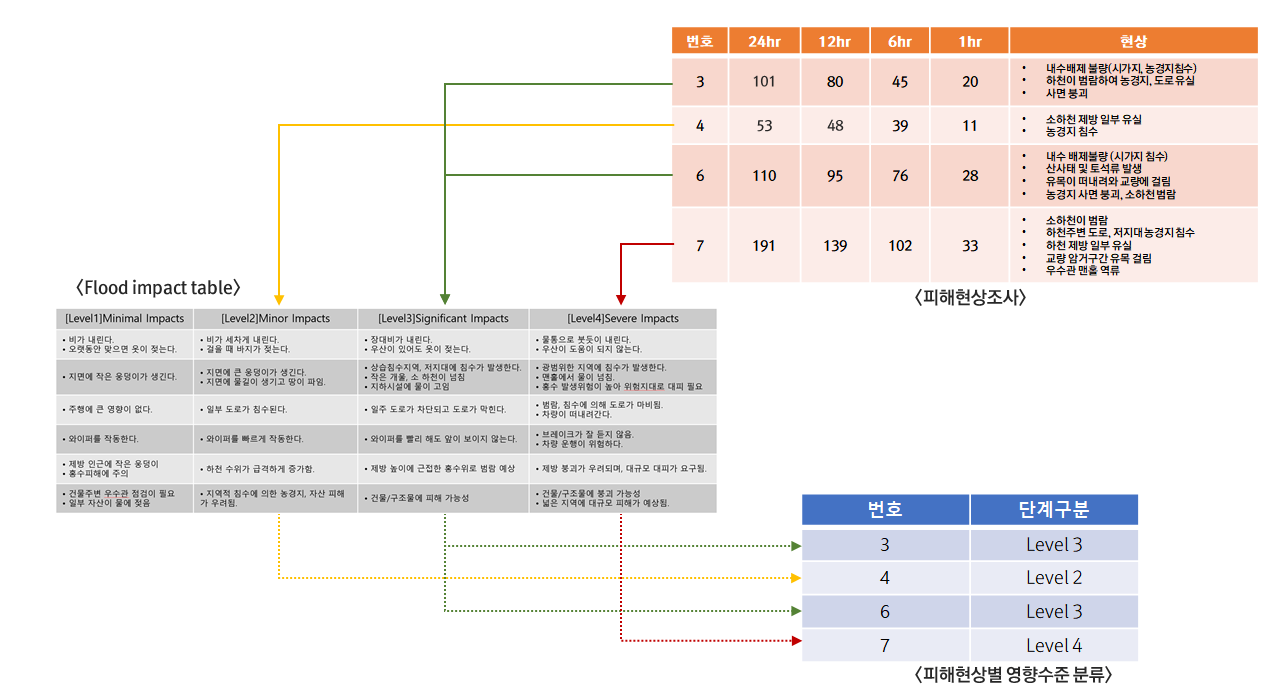 번호 24hr 12hr 6hr 1hr 현상
3 101 80 45 20
• 내수배제 불량(시가지, 농경지침수)
• 하천이 범람하여 농경지, 도로유실
• 사면 붕괴
4 53 48 39 11
• 소하천 제방 일부 유실
• 농경지 침수
6 110 95 76 28
• 내수 배제불량 (시가지 침수)
• 산사태 및 토석류 발생
• 유목이 떠내려와 교량에 걸림
• 농경지 사면 붕괴, 소하천범람
7 191 139 102 33
• 소하천이 범람
• 하천주변 도로, 저지대 농경지 침수
• 하천 제방 일부 유실
• 교량 암거구간 유목 걸림
• 우수관 맨홀 역류
〈피해현상조사〉
〈Flood impact table〉
[Level1]Minimal Impacts [Level2]Minor Impacts [Level3]Significant Impacts [Level4]Severe Impacts
• 비가 내린다.
• 오랫동안 맞으면 옷이 젖는다.
• 비가 세차게 내린다.
• 걸을 때 바지가 젖는다.
• 장대비가 내린다.
• 우산이 있어도 옷이 젖는다.
• 물통으로 붓듯이 내린다.
• 우산이 도움이 되지 않는다.
• 지면에 작은 웅덩이가 생긴다.
• 지면에 큰 웅덩이가 생긴다.
• 지면에 물길이 생기고 땅이 파임.
• 상습침수지역, 저지대에 침수가 발생한다.
• 작은 개울, 소 하천이 넘침
• 지하시설에 물이 고임
• 광범위한 지역에 침수가 발생한다.
• 맨홀에서 물이 넘침.
• 홍수 발생위험이 높아 위험지대로 대피 필요
• 주행에 큰 영향이 없다.
• 일부 도로가 침수된다.
• 일주 도로가 차단되고 도로가 막힌다.
• 범람, 침수에 의해 도로가 마비됨.
• 차량이 떠내려간다.
• 와이퍼를 작동한다.
• 와이퍼를 빠르게 작동한다.
• 와이퍼를 빨리 해도 앞이 보이지 않는다.
• 브레이크가 잘 듣지 않음.
• 차량 운행이 위험하다.
• 제방 인근에 작은 웅덩이
• 홍수피해에 주의
• 하천 수위가 급격하게 증가함.
• 제방 높이에 근접한 홍수위로 범람 예상
• 제방 붕괴가 우려되며, 대규모 대피가 요구됨.
• 건물주변 우수관 점검이 필요
• 일부 자산이 물에 젖음
• 지역적 침수에 의한 농경지, 자산 피해
가 우려됨.
• 건물/구조물에 피해 가능성
• 건물/구조물에 붕괴 가능성
• 넓은 지역에 대규모 피해가 예상됨.
번호 단계구분
3 Level 3
4 Level 2
6 Level 3
7 Level 4
〈피해현상별 영향수준 분류〉